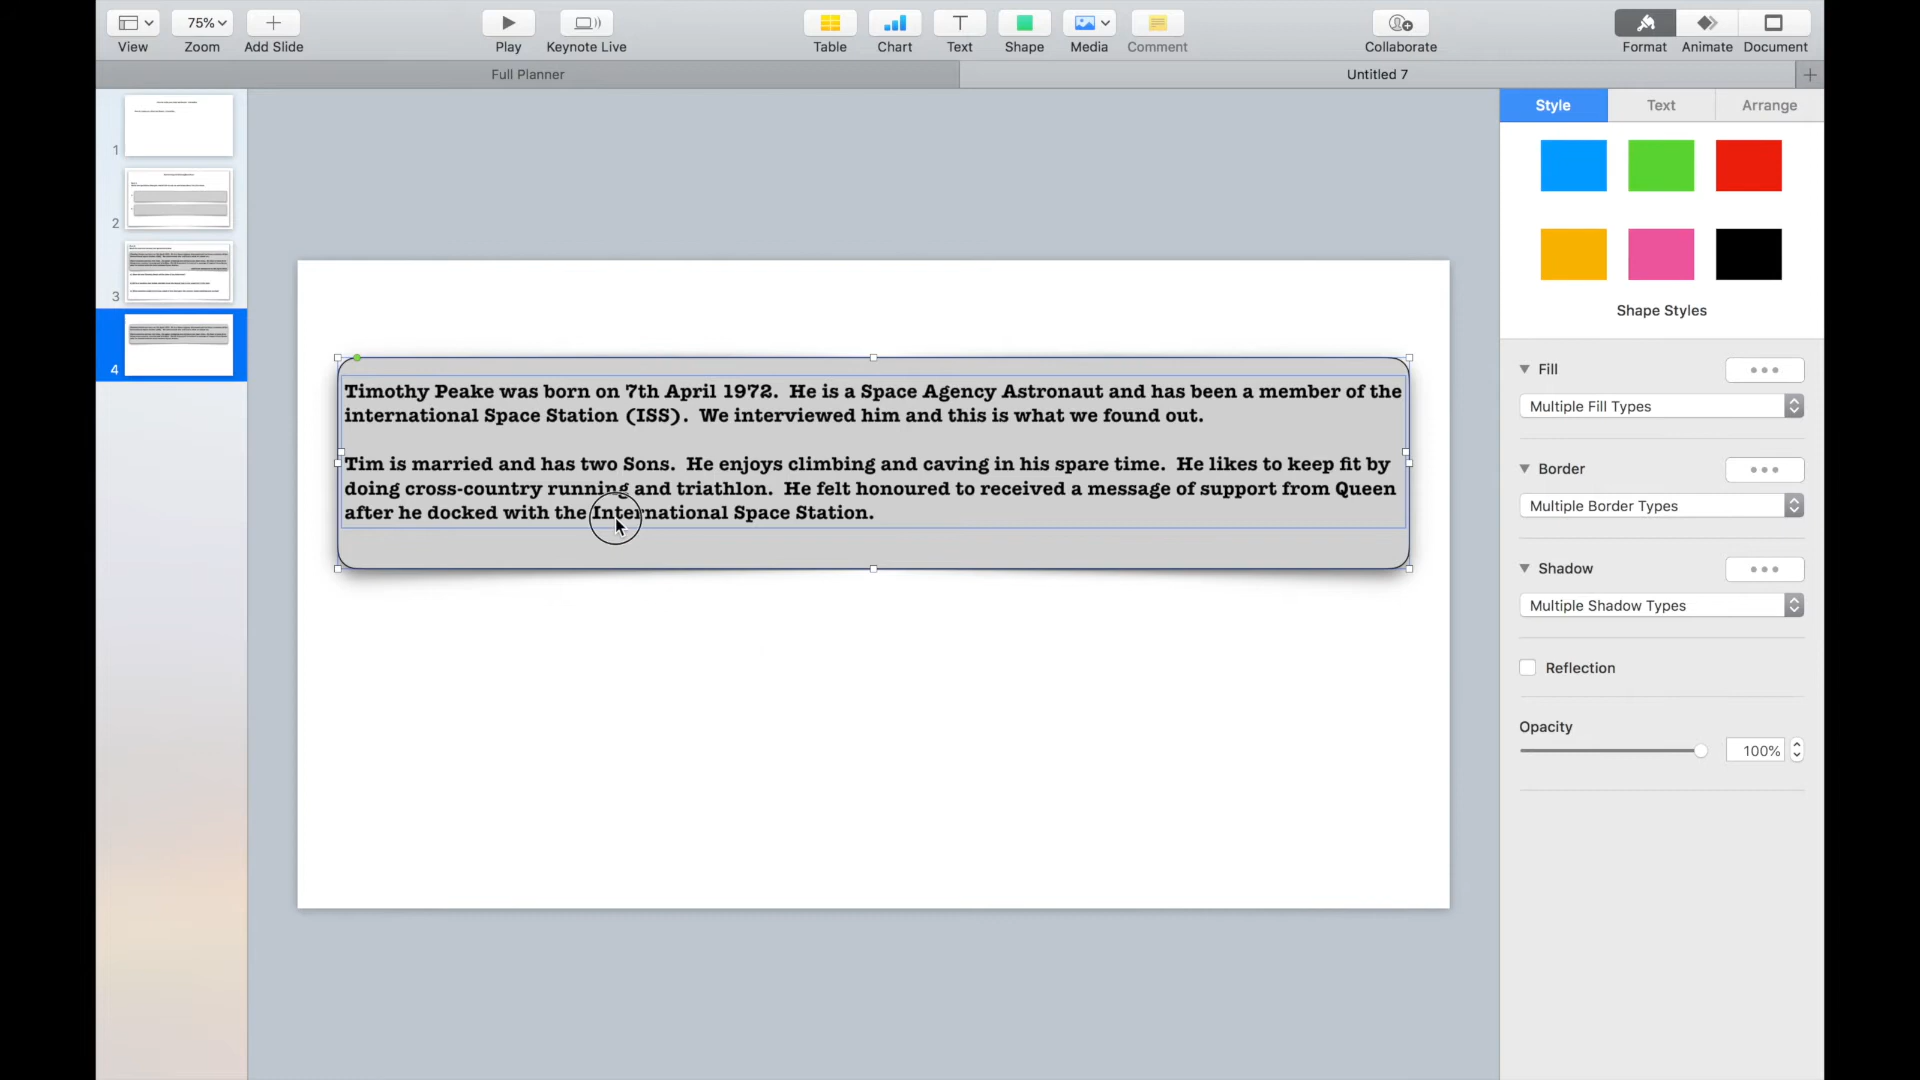 75%
View
Zoom
Add Slide
Play
Keynote Live
Table
Chart
Text
Shape
Media
Comment
Collaborate
Format
Animate
Document
Full Planner
Untitled 7
1
2
3
4
Timothy Peake was born on 7th April 1972.  He is a Space Agency Astronaut and has been a member of the
international Space Station (ISS).  We interviewed him and this is what we found out.
Tim is married and has two Sons.  He enjoys climbing and caving in his spare time.  He likes to keep fit by
doing cross-country running and triathlon.  He felt honoured to received a message of support from Queen
after he docked with the International Space Station.
Style
Text
Arrange
Shape Styles
Fill
Multiple Fill Types
Border
Multiple Border Types
Shadow
Multiple Shadow Types
Reflection
Opacity
100%